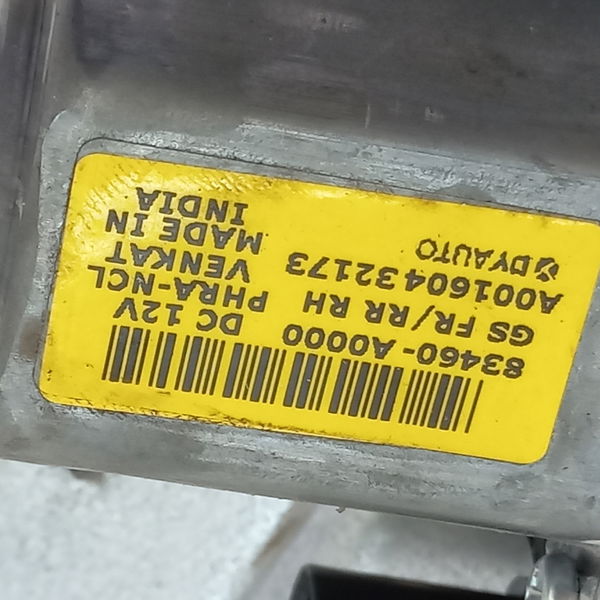 83460-A0000 DC 12V
GS FR/RR RH PHRA-NCL
A00160432173 VENKAT
DYAUTO MADE IN
INDIA